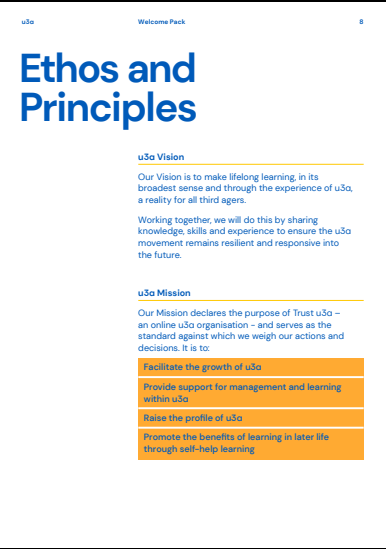 u3a
Welcome Pack
8
Ethos and
Principles
u3a Vision
Our Vision is to make lifelong learning, in its
broadest sense and through the experience of u3a,
a reality for all third agers.
Working together, we will do this by sharing
knowledge, skills and experience to ensure the u3a
movement remains resilient and responsive into
the future.
u3a Mission
Our Mission declares the purpose of Trust u3a –
an online u3a organisation - and serves as the
standard against which we weigh our actions and
decisions. It is to:
Facilitate the growth of u3a
Provide support for management and learning
within u3a
Raise the profile of u3a
Promote the benefits of learning in later life
through self-help learning